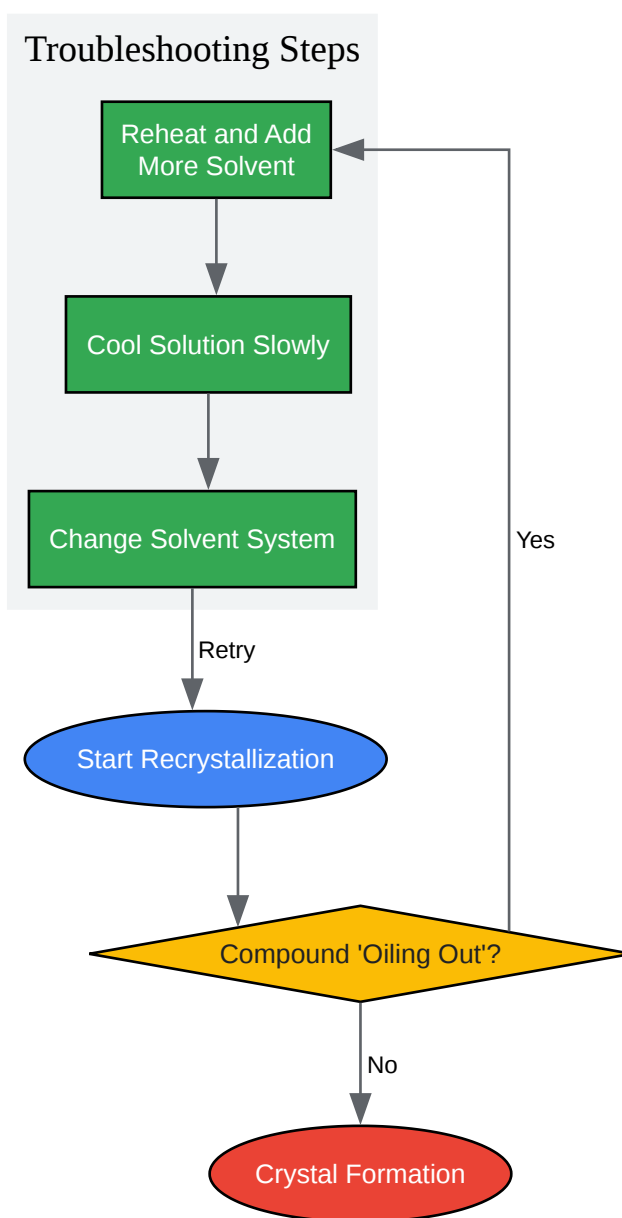 Troubleshooting Steps
Reheat and Add
More Solvent
Cool Solution Slowly
Change Solvent System
Yes
Retry
Start Recrystallization
Compound 'Oiling Out'?
No
Crystal Formation